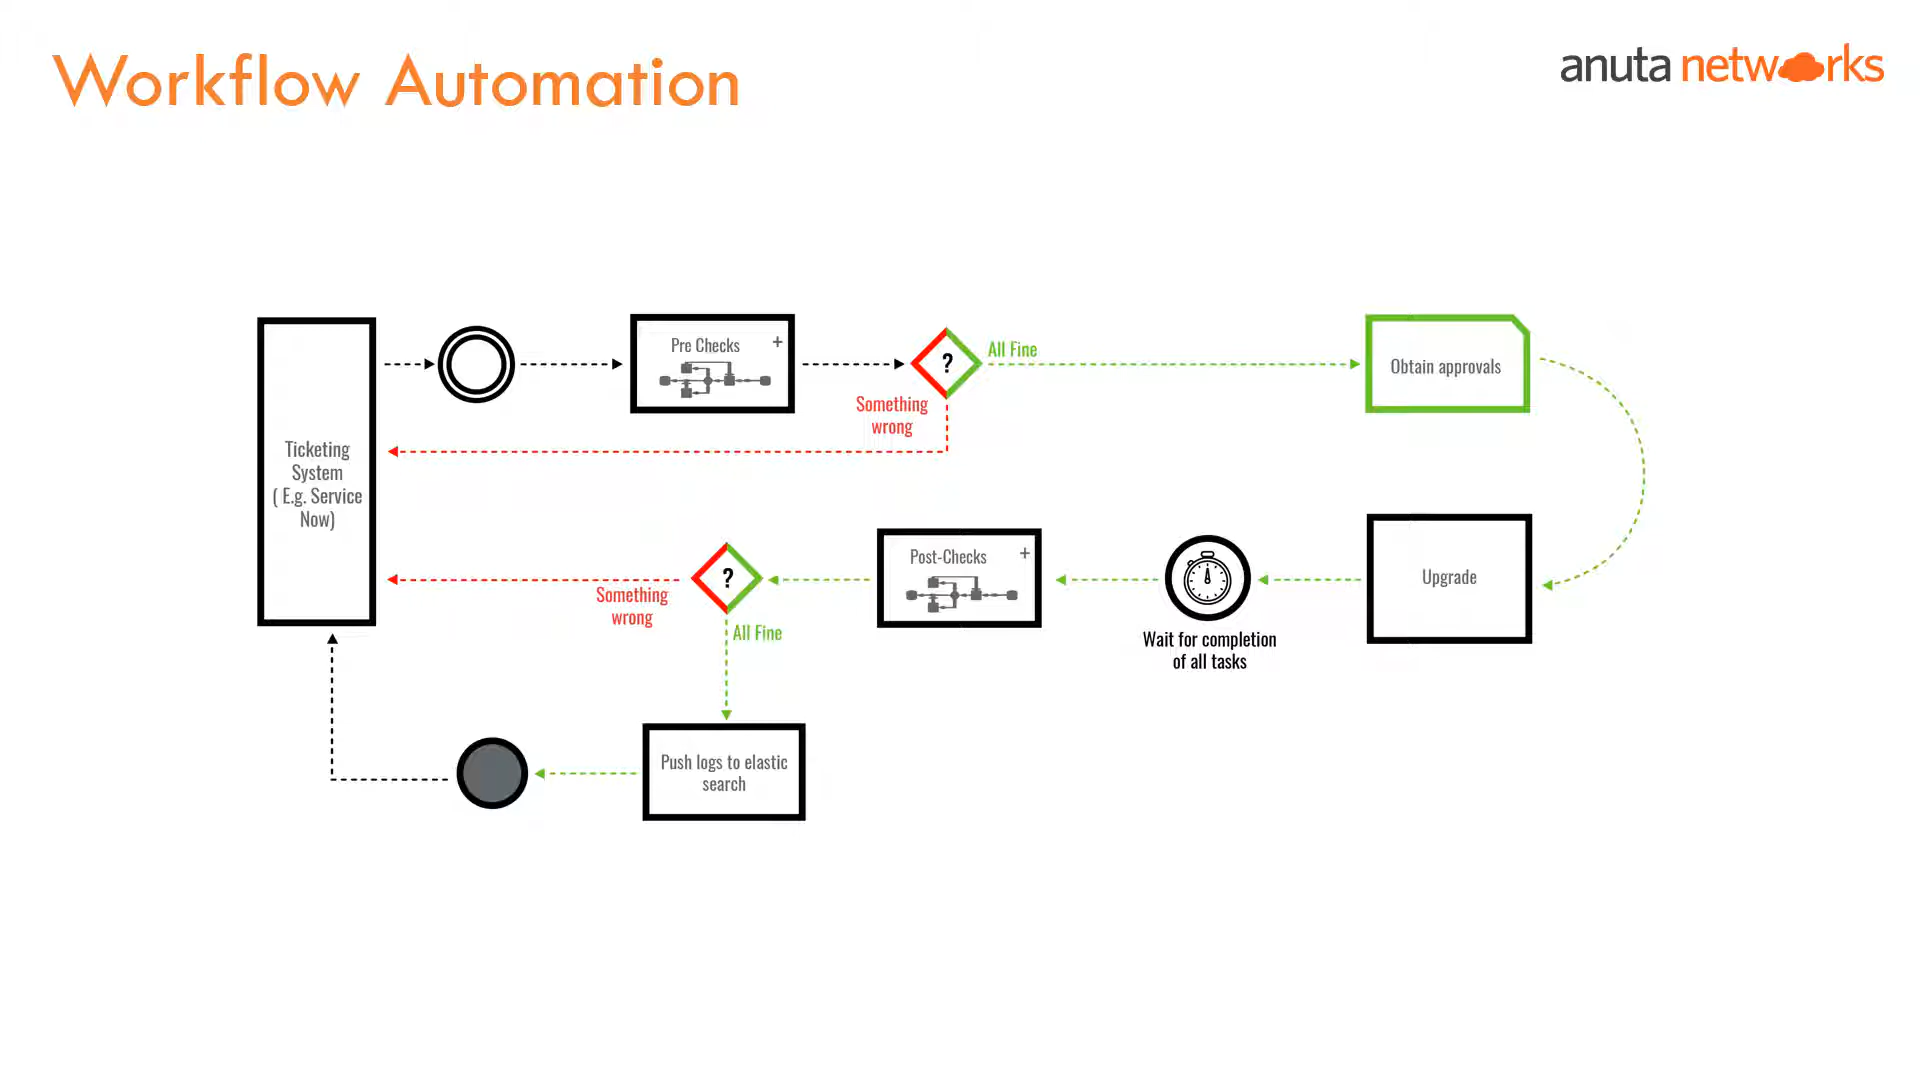 Workflow Automation
anuta networks
Pre Checks
+
?
All Fine
Obtain approvals
Something
wrong
Ticketing
System
( E.g. Service
Now)
Post-Checks
+
?
Upgrade
Something
wrong
All Fine
Wait for completion
of all tasks
Push logs to elastic
search